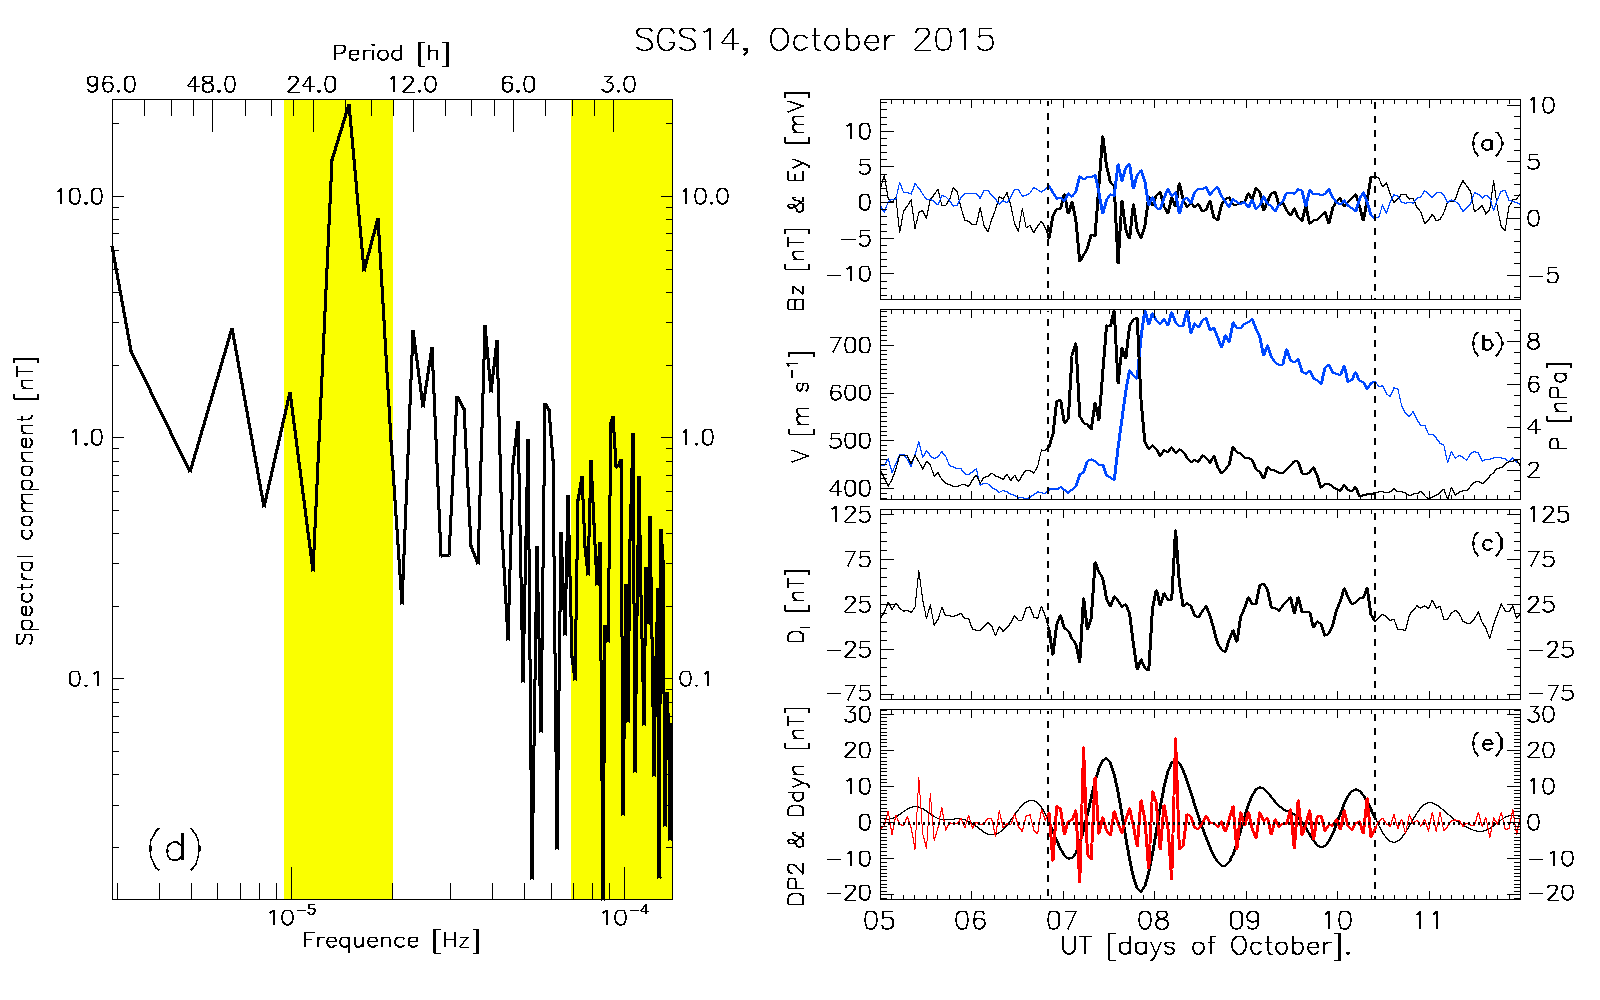 SGS14, October 2015
Period [h]
96.0 48.0 24.0 12.0 6.0 3.0
10.0 10.0
1.0 1.0
0.1 0.1
Spectral component [nT]
(d)
10⁻⁵ 10⁻⁴
Frequence [Hz]
Bz [nT] & Ey [mV]
10 5 0 −5 −10
(a)
10 5 0 −5
V [m s⁻¹]
700 600 500 400
(b)
8 6 4 2
P [nPa]
D_I [nT]
125 75 25 −25 −75
(c)
125 75 25 −25 −75
DP2 & Ddyn [nT]
30 20 10 0 −10 −20
(e)
30 20 10 0 −10 −20
05 06 07 08 09 10 11
UT [days of October].